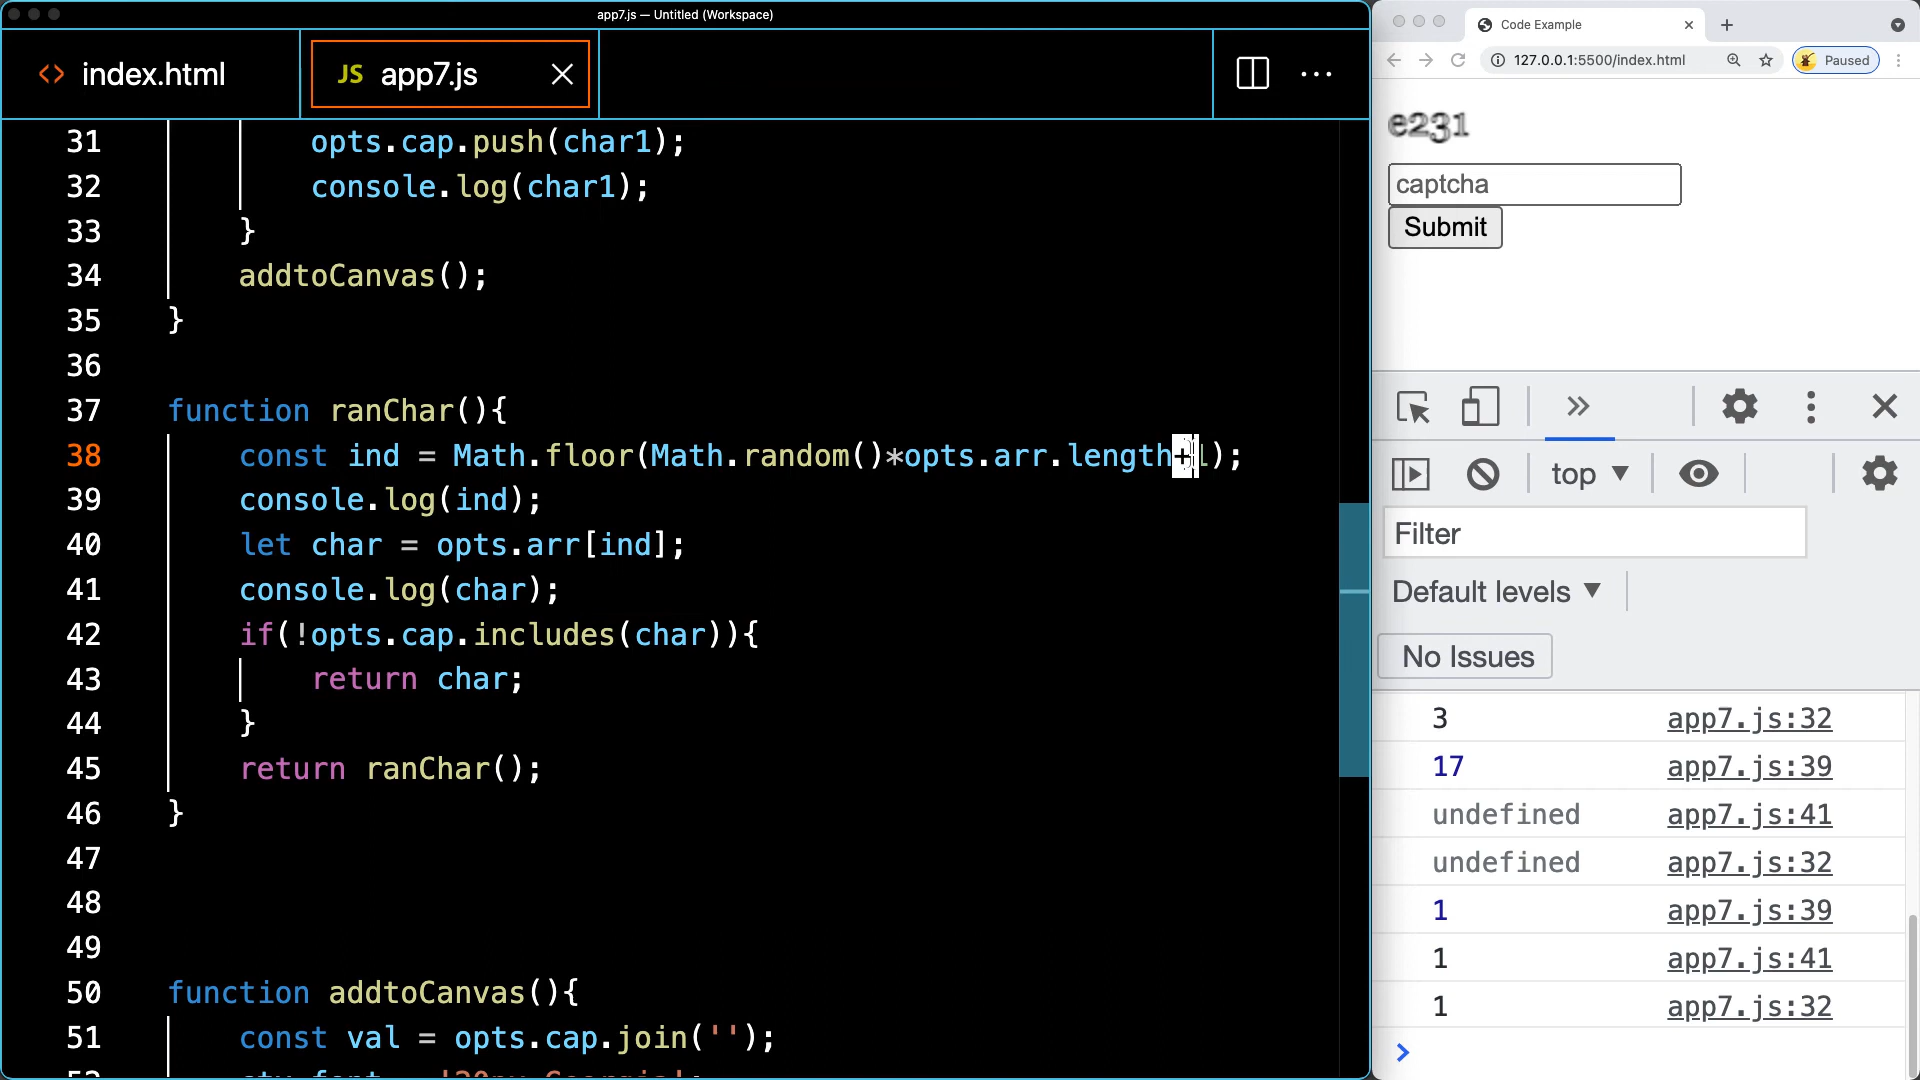 app7.js — Untitled (Workspace)
<> index.html
JS app7.js
31 opts.cap.push(char1);
32 console.log(char1);
33 }
34 addtoCanvas();
35 }
36
37 function ranChar(){
38 const ind = Math.floor(Math.random()*opts.arr.length+1);
39 console.log(ind);
40 let char = opts.arr[ind];
41 console.log(char);
42 if(!opts.cap.includes(char)){
43 return char;
44 }
45 return ranChar();
46 }
47
48
49
50 function addtoCanvas(){
51 const val = opts.cap.join('');
Code Example
127.0.0.1:5500/index.html
Paused
e231
captcha
Submit
top
Filter
Default levels
No Issues
3 app7.js:32
17 app7.js:39
undefined app7.js:41
undefined app7.js:32
1 app7.js:39
1 app7.js:41
1 app7.js:32